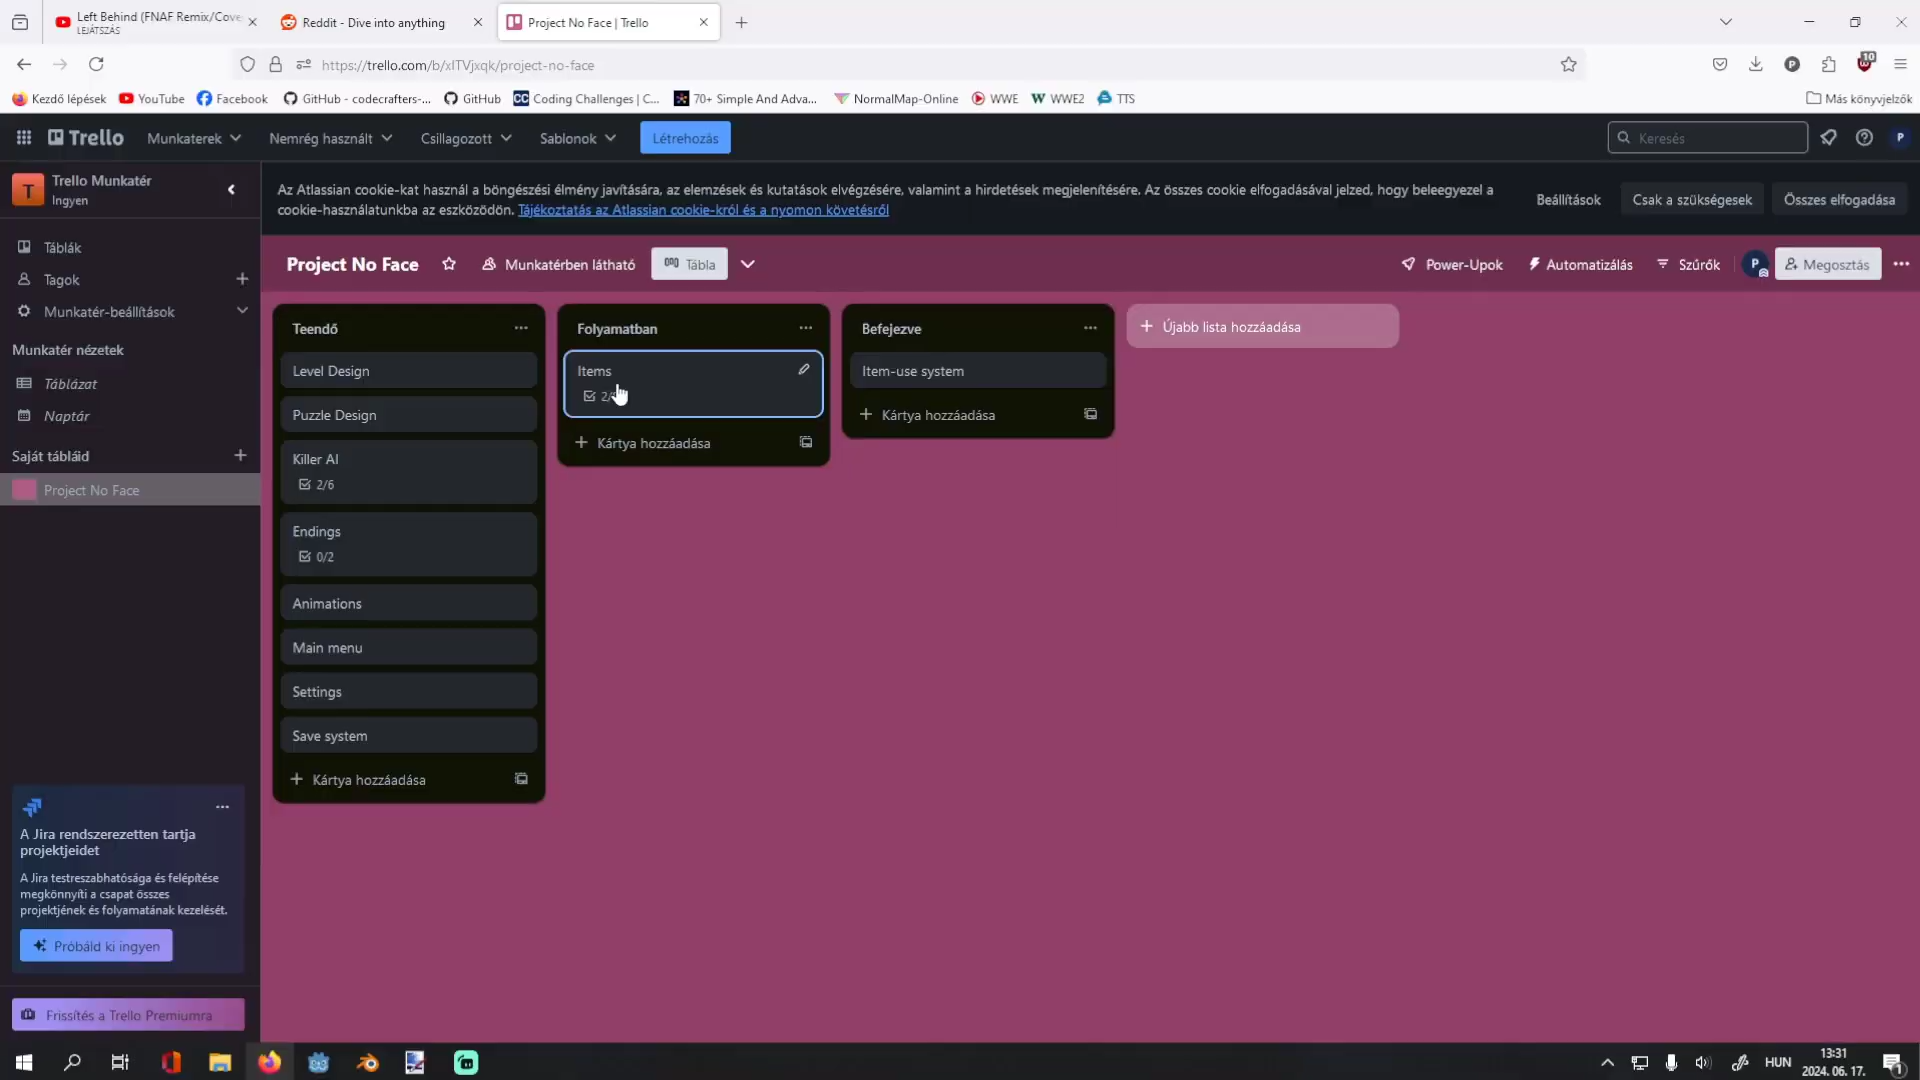 Left Behind (FNAF Remix/Cove
LEJÁTSZÁS
Reddit - Dive into anything
Project No Face | Trello
https://trello.com/b/xITVjxqk/project-no-face
10
P
Kezdő lépések
YouTube
Facebook
GitHub - codecrafters-...
GitHub
CC
Coding Challenges | C...
70+ Simple And Adva...
NormalMap-Online
WWE
W
WWE2
TTS
Más könyvjelzők
Trello
Munkaterek
Nemrég használt
Csillagozott
Sablonok
Létrehozás
Keresés
P
T
Trello Munkatér
Ingyen
Az Atlassian cookie-kat használ a böngészési élmény javítására, az elemzések és kutatások elvégzésére, valamint a hirdetések megjelenítésére. Az összes cookie elfogadásával jelzed, hogy beleegyezel a
cookie-használatunkba az eszköződön. Tájékoztatás az Atlassian cookie-król és a nyomon követésről
Beállítások
Csak a szükségesek
Összes elfogadása
Táblák
Tagok
Munkatér-beállítások
Munkatér nézetek
Táblázat
Naptár
Saját tábláid
Project No Face
Project No Face
Munkatérben látható
Tábla
Power-Upok
Automatizálás
Szűrők
P
Megosztás
Teendő
Level Design
Puzzle Design
Killer AI
2/6
Endings
0/2
Animations
Main menu
Settings
Save system
Kártya hozzáadása
Folyamatban
Items
2/
Kártya hozzáadása
Befejezve
Item-use system
Kártya hozzáadása
Újabb lista hozzáadása
A Jira rendszerezetten tartja
projektjeidet
A Jira testreszabhatósága és felépítése
megkönnyíti a csapat összes
projektjének és folyamatának kezelését.
Próbáld ki ingyen
Frissítés a Trello Premiumra
HUN
13:31
2024. 06. 17.
1